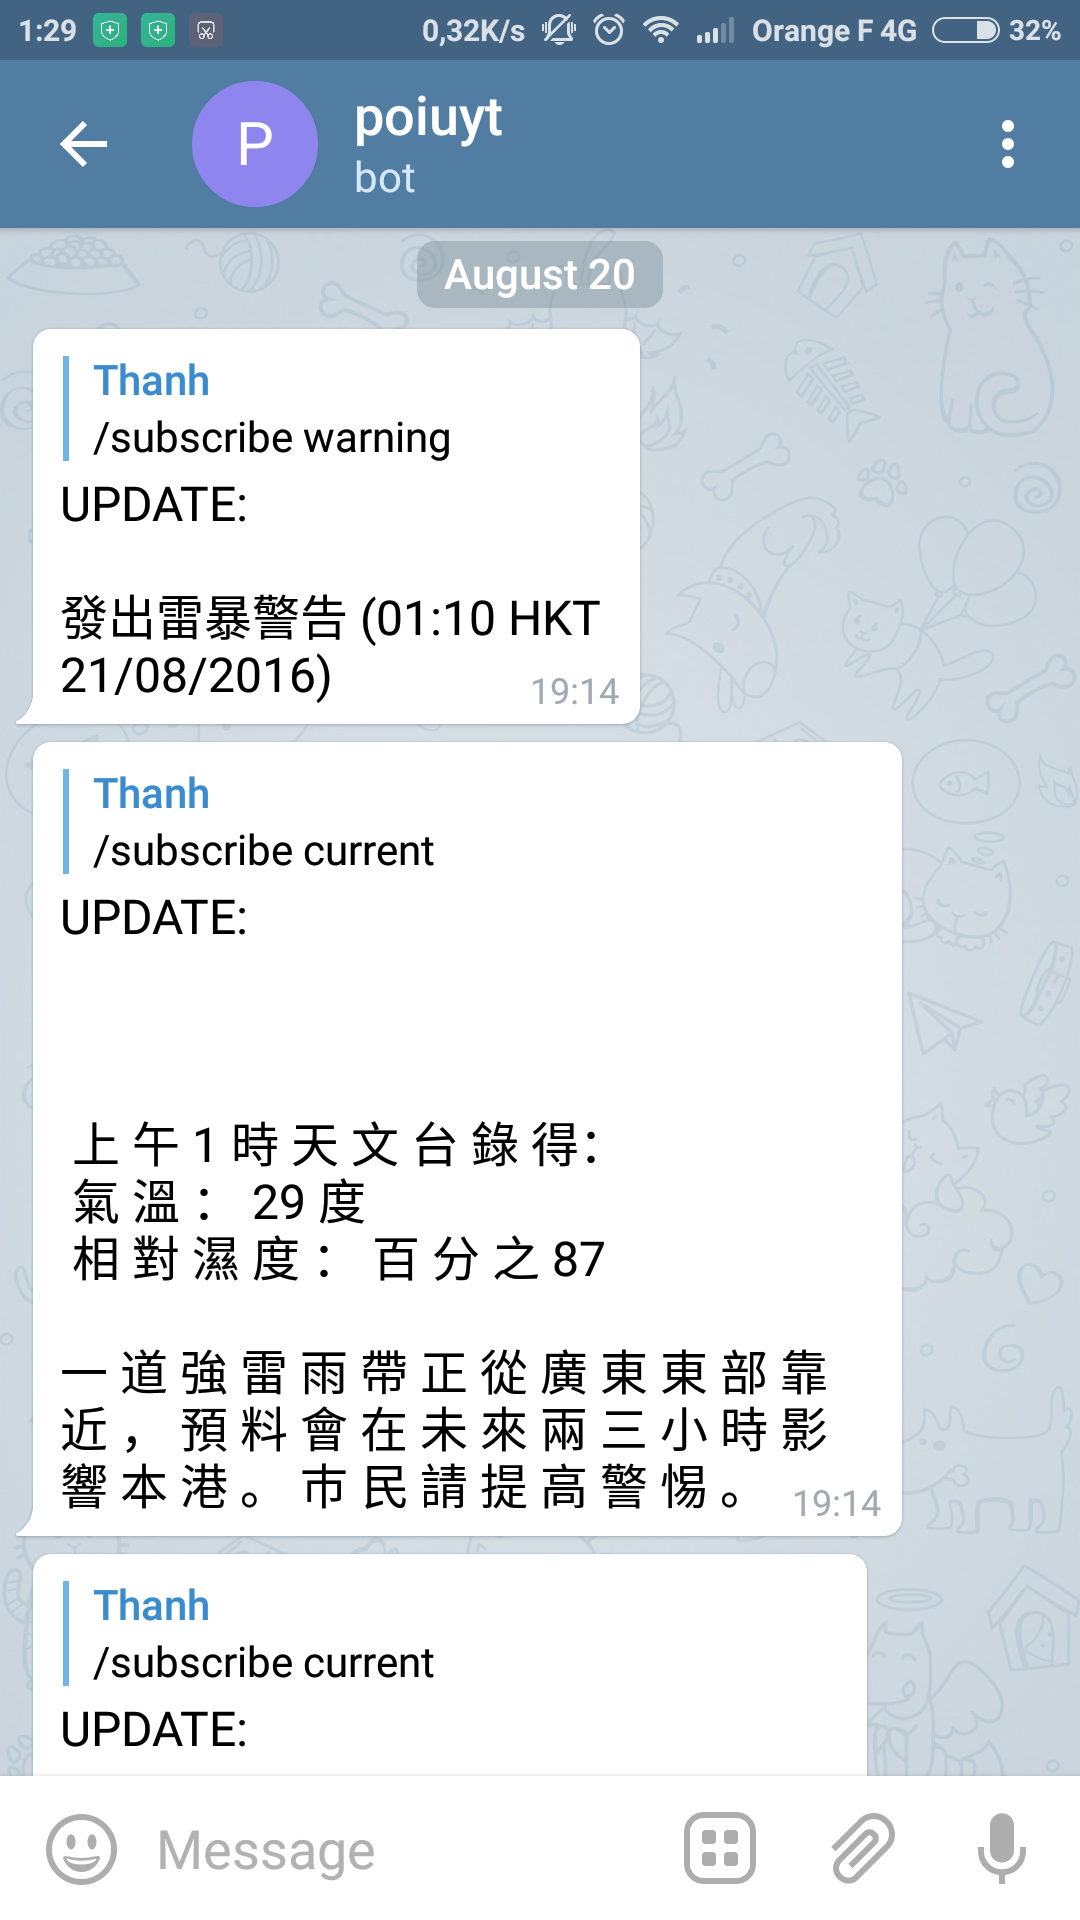 1:29 0,32K/s Orange F 4G 32%
P poiuyt
bot
August 20
Thanh
/subscribe warning
UPDATE:
發出雷暴警告 (01:10 HKT
21/08/2016) 19:14
Thanh
/subscribe current
UPDATE:
上 午 1 時 天 文 台 錄 得：
氣 溫 ： 29 度
相 對 濕 度 ： 百 分 之 87
一 道 強 雷 雨 帶 正 從 廣 東 東 部 靠
近 ， 預 料 會 在 未 來 兩 三 小 時 影
響 本 港 。 市 民 請 提 高 警 惕 。 19:14
Thanh
/subscribe current
UPDATE:
Message